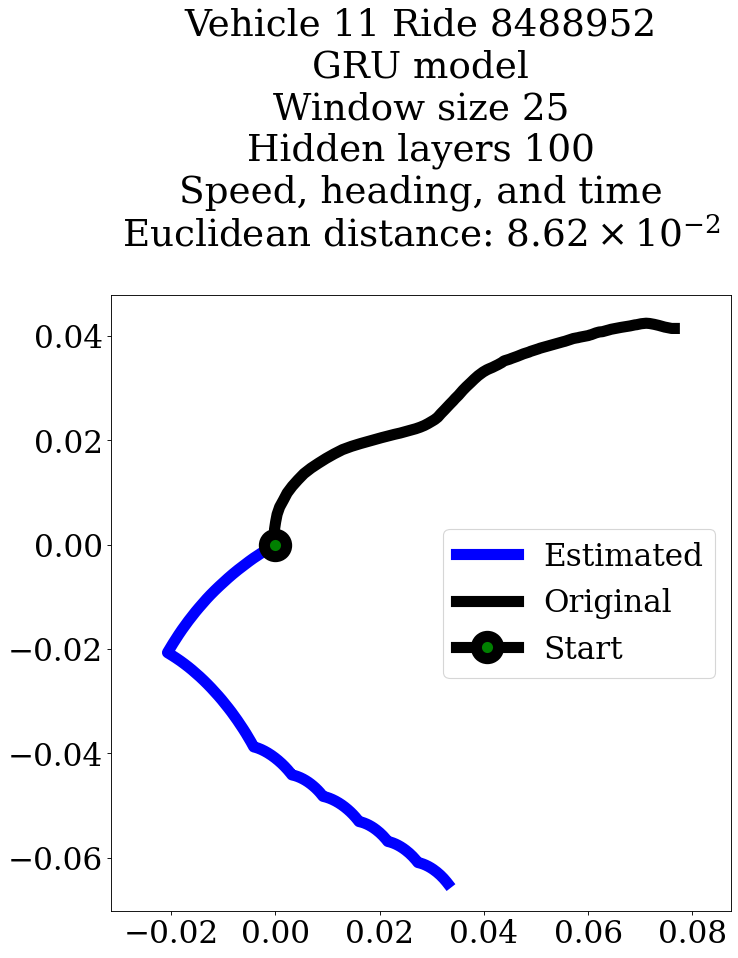 Vehicle 11 Ride 8488952
GRU model
Window size 25
Hidden layers 100
Speed, heading, and time
Euclidean distance: 8.62 × 10⁻²
0.04
0.02
0.00
−0.02
−0.04
−0.06
Estimated
Original
Start
−0.02 0.00 0.02 0.04 0.06 0.08